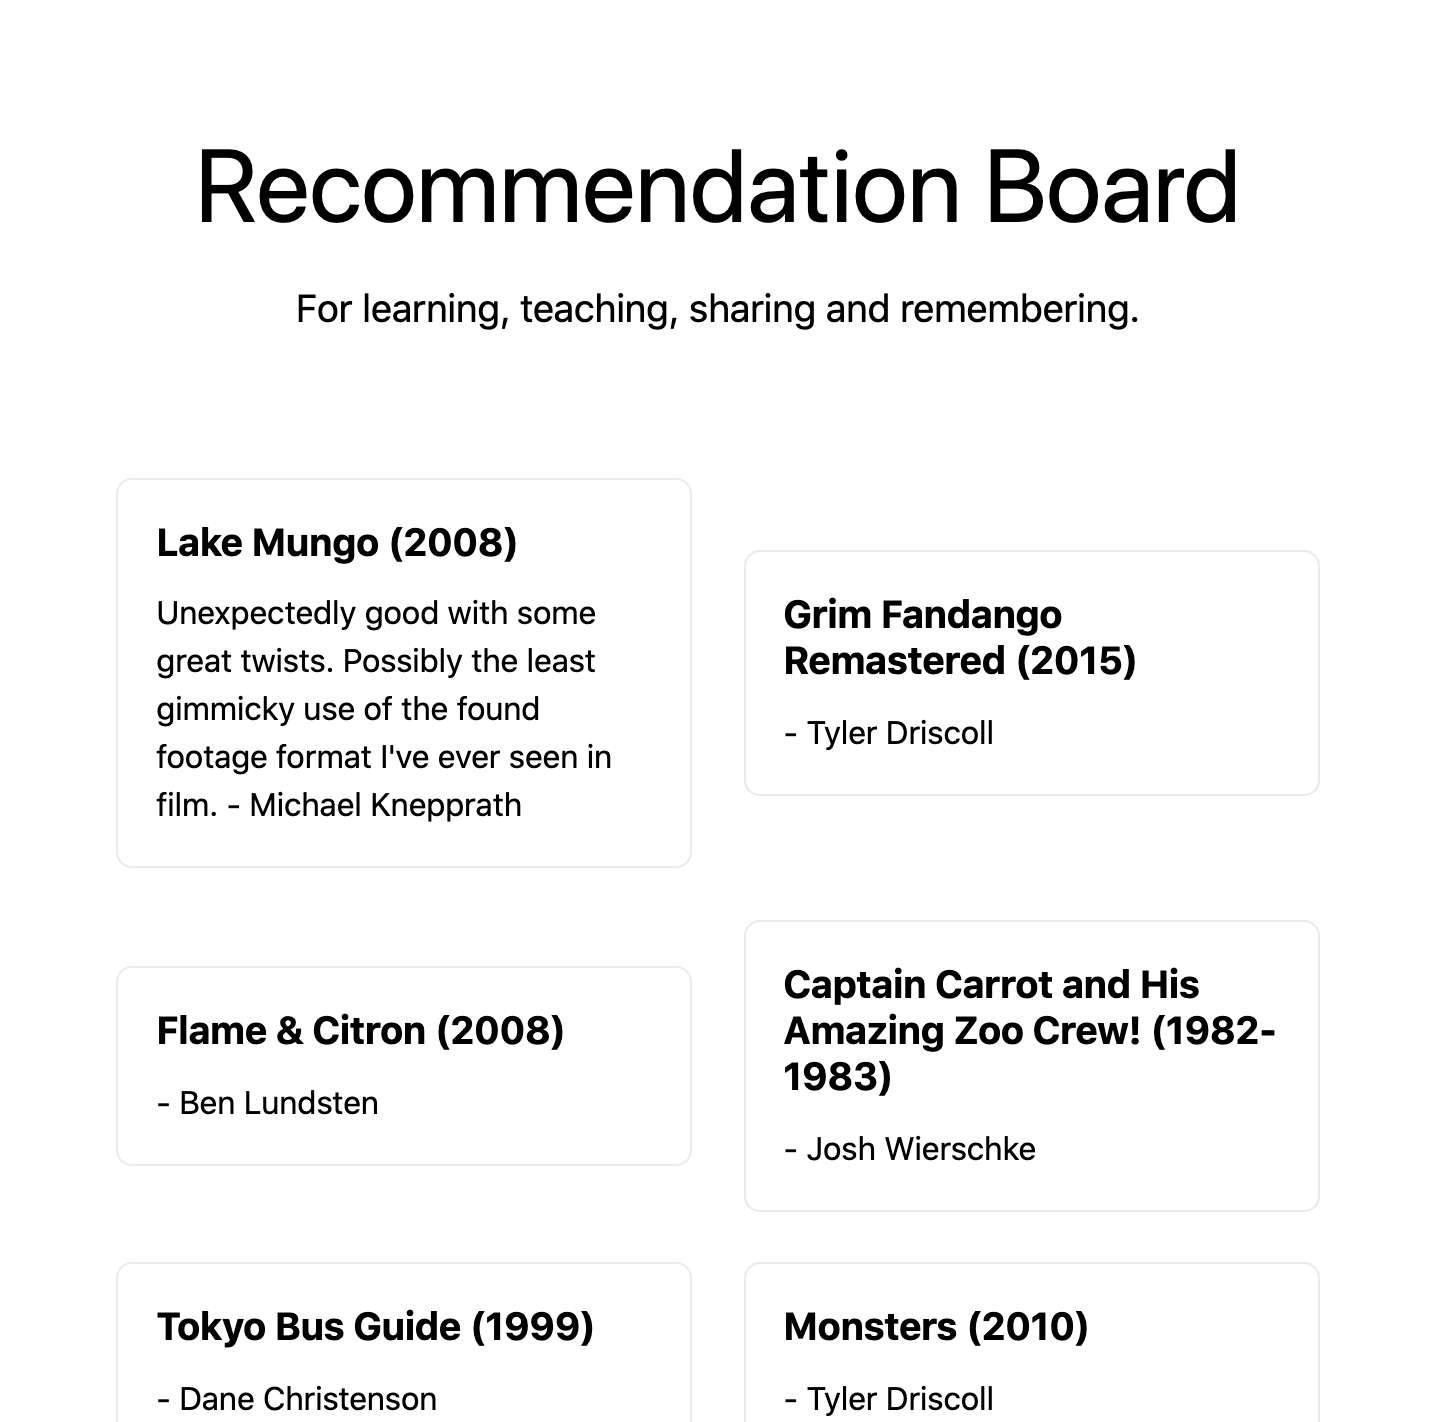 Recommendation Board
For learning, teaching, sharing and remembering.
Lake Mungo (2008)
Unexpectedly good with some
great twists. Possibly the least
gimmicky use of the found
footage format I've ever seen in
film. - Michael Knepprath
Grim Fandango
Remastered (2015)
- Tyler Driscoll
Flame & Citron (2008)
- Ben Lundsten
Captain Carrot and His
Amazing Zoo Crew! (1982-
1983)
- Josh Wierschke
Tokyo Bus Guide (1999)
- Dane Christenson
Monsters (2010)
- Tyler Driscoll